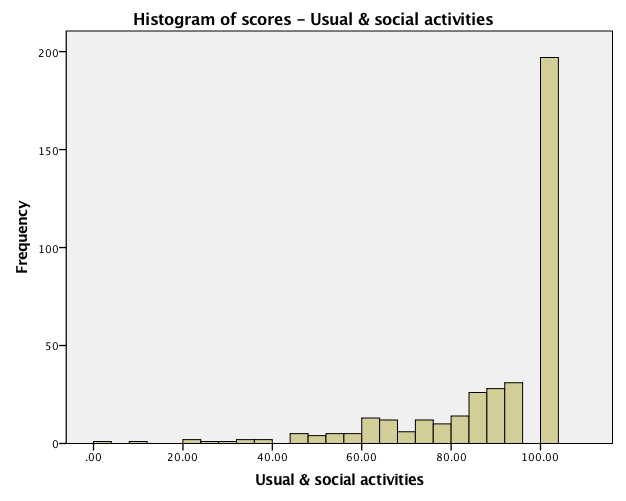 Histogram of scores – Usual & social activities
200
150
100
50
0
Frequency
.00 20.00 40.00 60.00 80.00 100.00
Usual & social activities